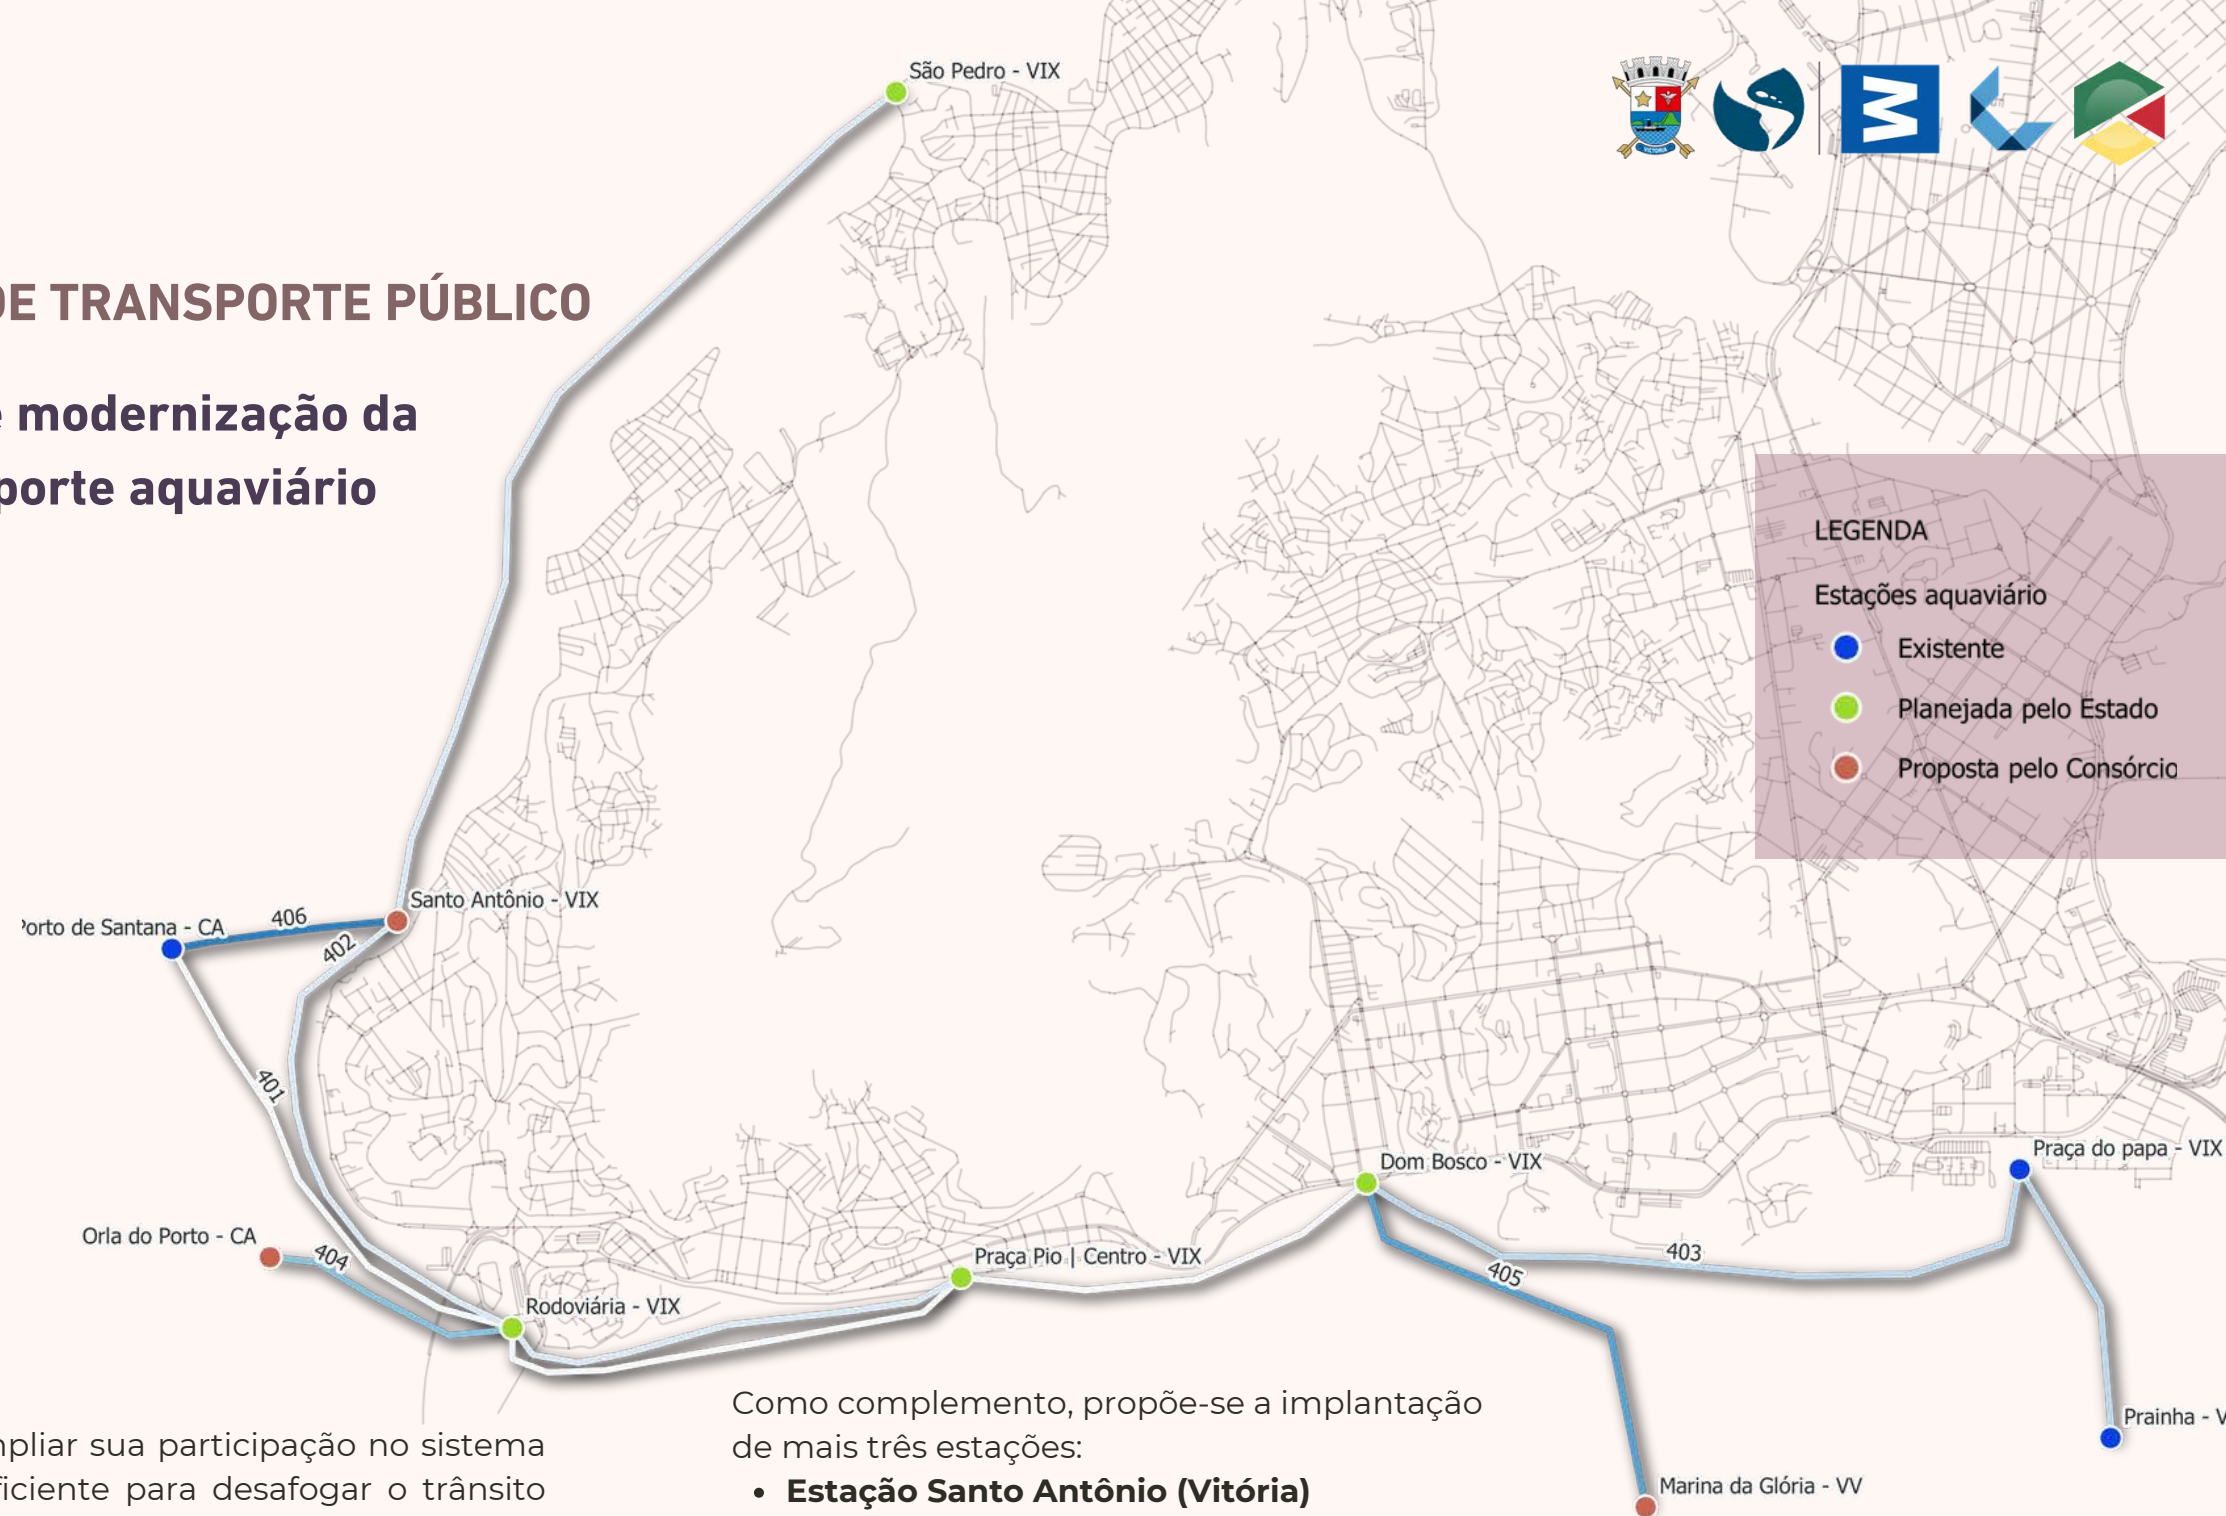 DE TRANSPORTE PÚBLICO
e modernização da
porte aquaviário
São Pedro - VIX
VICTORIA
LEGENDA
Estações aquaviário
Existente
Planejada pelo Estado
Proposta pelo Consórcio
Santo Antônio - VIX
406
Porto de Santana - CA
402
401
Orla do Porto - CA
404
Rodoviária - VIX
Praça Pio | Centro - VIX
Dom Bosco - VIX
403
405
Praça do papa - VIX
Prainha - V
Marina da Glória - VV
mpliar sua participação no sistema
ficiente para desafogar o trânsito
Como complemento, propõe-se a implantação
de mais três estações:
• Estação Santo Antônio (Vitória)